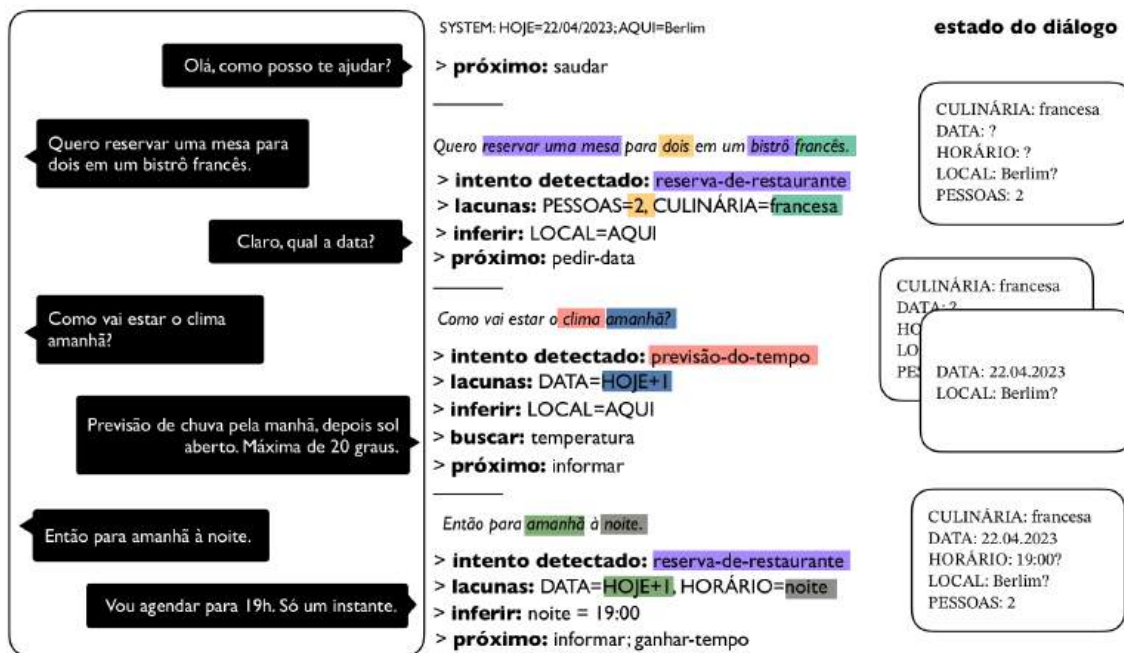 SYSTEM: HOJE=22/04/2023; AQUI=Berlim
estado do diálogo
Olá, como posso te ajudar?
> próximo: saudar
Quero reservar uma mesa para
dois em um bistrô francês.
Quero reservar uma mesa para dois em um bistrô francês.
> intento detectado: reserva-de-restaurante
> lacunas: PESSOAS=2, CULINÁRIA=francesa
> inferir: LOCAL=AQUI
> próximo: pedir-data
CULINÁRIA: francesa
DATA: ?
HORÁRIO: ?
LOCAL: Berlim?
PESSOAS: 2
Claro, qual a data?
Como vai estar o clima
amanhã?
Como vai estar o clima amanhã?
> intento detectado: previsão-do-tempo
> lacunas: DATA=HOJE+1
> inferir: LOCAL=AQUI
> buscar: temperatura
> próximo: informar
CULINÁRIA: francesa
DATA: ?
HO
LO
PES
DATA: 22.04.2023
LOCAL: Berlim?
Previsão de chuva pela manhã, depois sol
aberto. Máxima de 20 graus.
Então para amanhã à noite.
Então para amanhã à noite.
> intento detectado: reserva-de-restaurante
> lacunas: DATA=HOJE+1, HORÁRIO=noite
> inferir: noite = 19:00
> próximo: informar; ganhar-tempo
CULINÁRIA: francesa
DATA: 22.04.2023
HORÁRIO: 19:00?
LOCAL: Berlim?
PESSOAS: 2
Vou agendar para 19h. Só um instante.